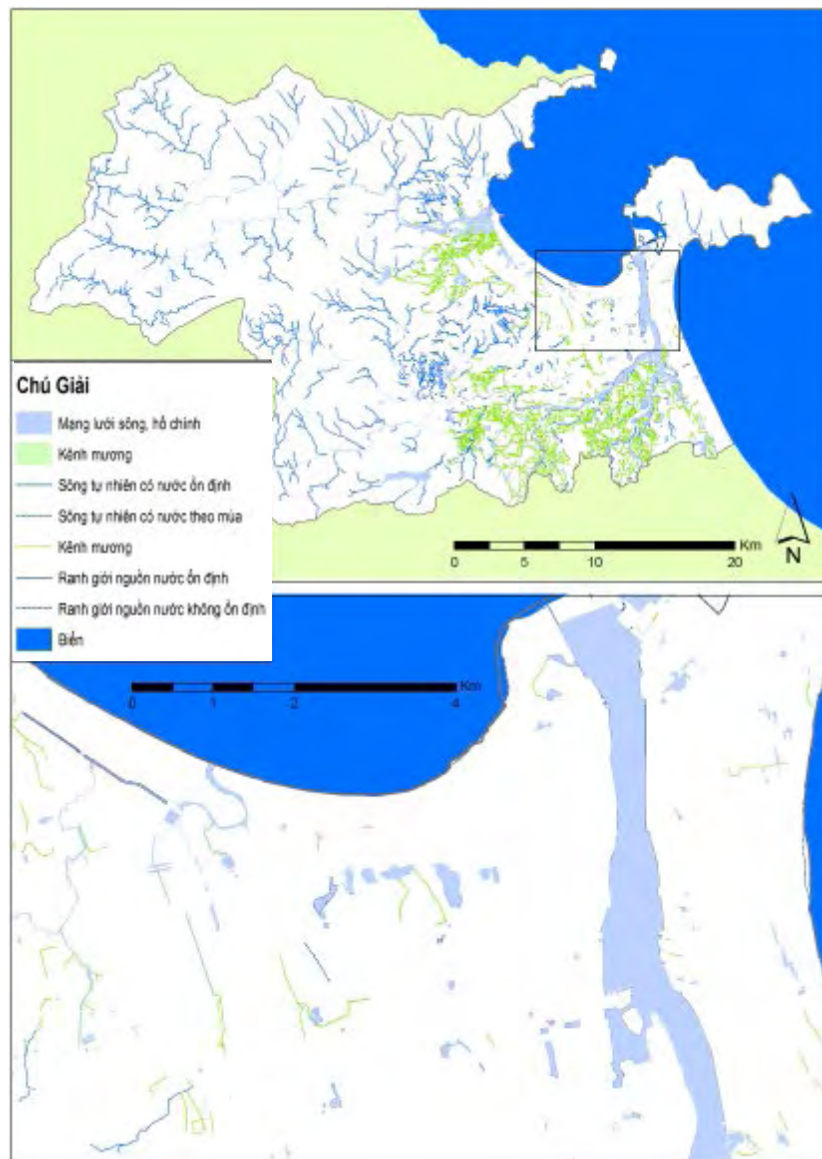 Chú Giải
Mạng lưới sông, hồ chính
Kênh mương
Sông tự nhiên có nước ổn định
Sông tự nhiên có nước theo mùa
Kênh mương
Ranh giới nguồn nước ổn định
Ranh giới nguồn nước không ổn định
Biển
Km
0 5 10 20
N
Km
0 1 2 4